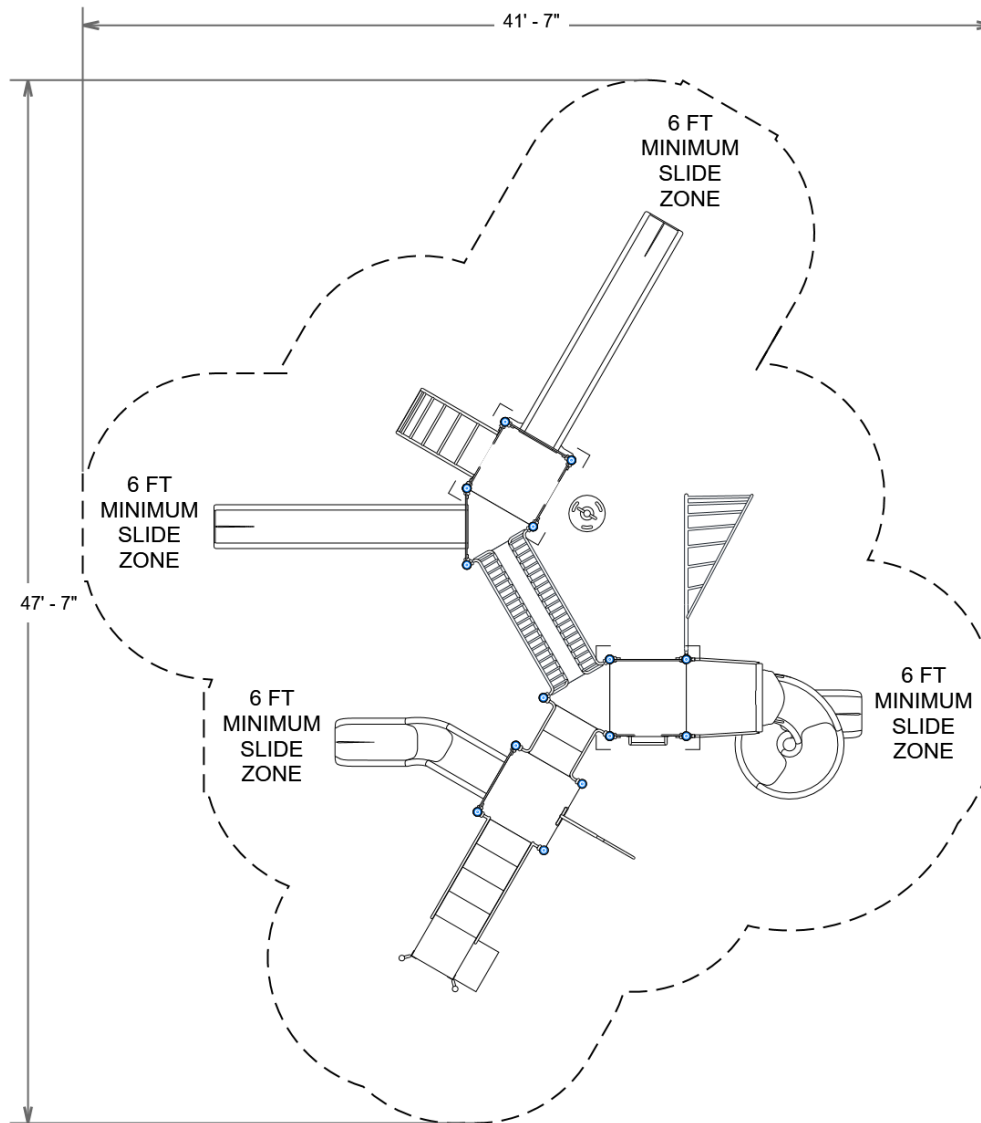 41' - 7"
6 FT
MINIMUM
SLIDE
ZONE
6 FT
MINIMUM
SLIDE
ZONE
47' - 7"
6 FT
MINIMUM
SLIDE
ZONE
6 FT
MINIMUM
SLIDE
ZONE